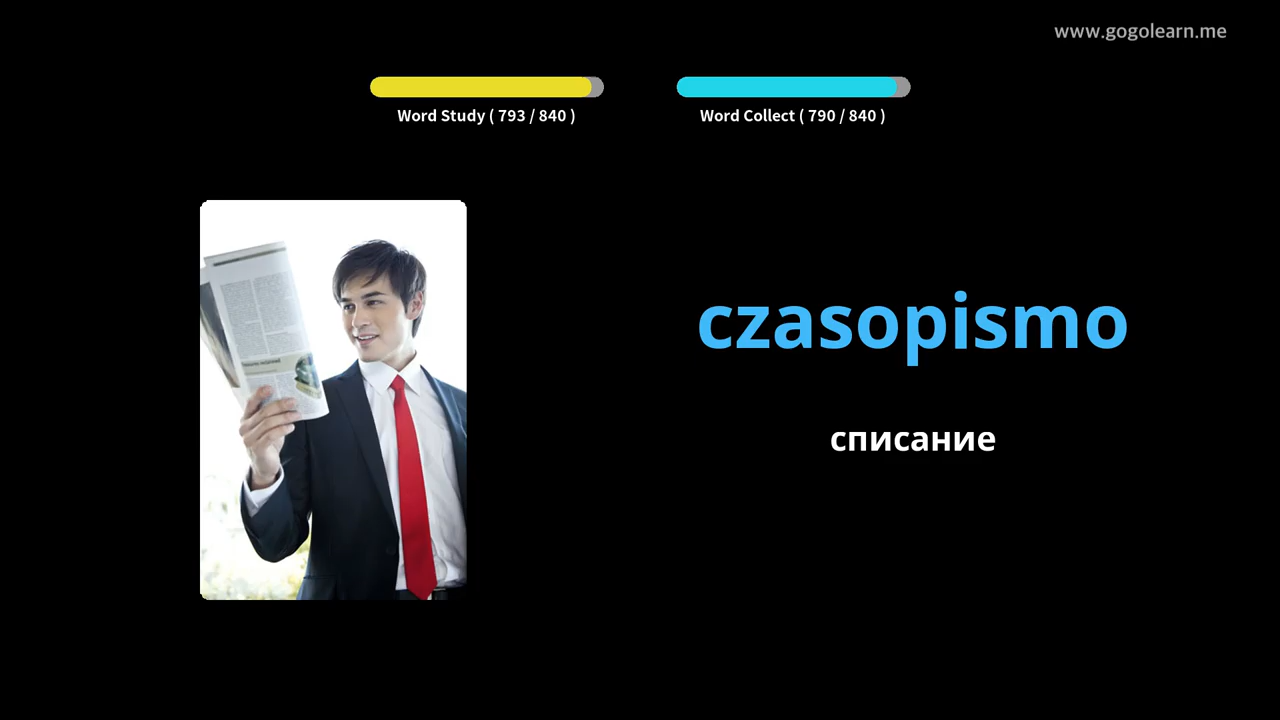 www.gogolearn.me
Word Study ( 793 / 840 )
Word Collect ( 790 / 840 )
czasopismo
списание